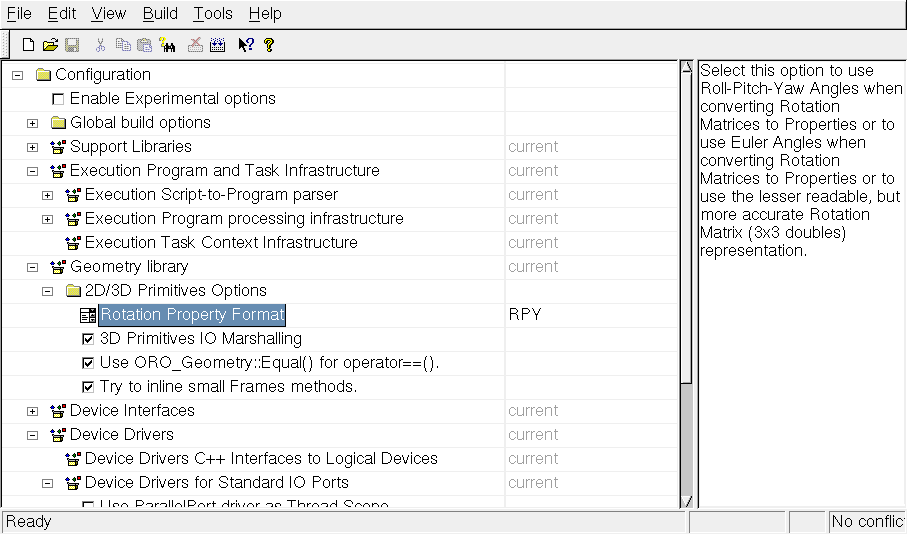 File Edit View Build Tools Help
Configuration
Enable Experimental options
Global build options
Support Libraries current
Execution Program and Task Infrastructure current
Execution Script-to-Program parser current
Execution Program processing infrastructure current
Execution Task Context Infrastructure current
Geometry library current
2D/3D Primitives Options
Rotation Property Format RPY
3D Primitives IO Marshalling
Use ORO_Geometry::Equal() for operator==().
Try to inline small Frames methods.
Device Interfaces current
Device Drivers current
Device Drivers C++ Interfaces to Logical Devices current
Device Drivers for Standard IO Ports current
Use ParallelPort driver as Thread Scope
Select this option to use
Roll-Pitch-Yaw Angles when
converting Rotation
Matrices to Properties or to
use Euler Angles when
converting Rotation
Matrices to Properties or to
use the lesser readable, but
more accurate Rotation
Matrix (3x3 doubles)
representation.
Ready No conflic